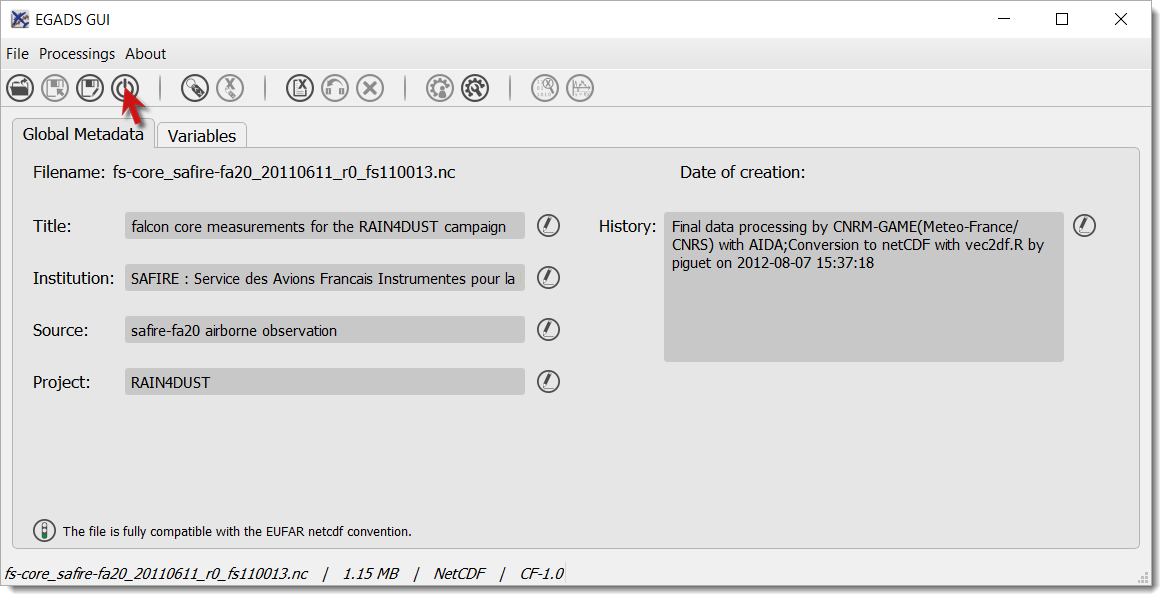 EGADS GUI
File Processings About
Global Metadata
Variables
Filename: fs-core_safire-fa20_20110611_r0_fs110013.nc
Date of creation:
Title: falcon core measurements for the RAIN4DUST campaign
History: Final data processing by CNRM-GAME(Meteo-France/
CNRS) with AIDA;Conversion to netCDF with vec2df.R by
piguet on 2012-08-07 15:37:18
Institution: SAFIRE : Service des Avions Francais Instrumentes pour la
Source: safire-fa20 airborne observation
Project: RAIN4DUST
The file is fully compatible with the EUFAR netcdf convention.
fs-core_safire-fa20_20110611_r0_fs110013.nc | 1.15 MB | NetCDF | CF-1.0